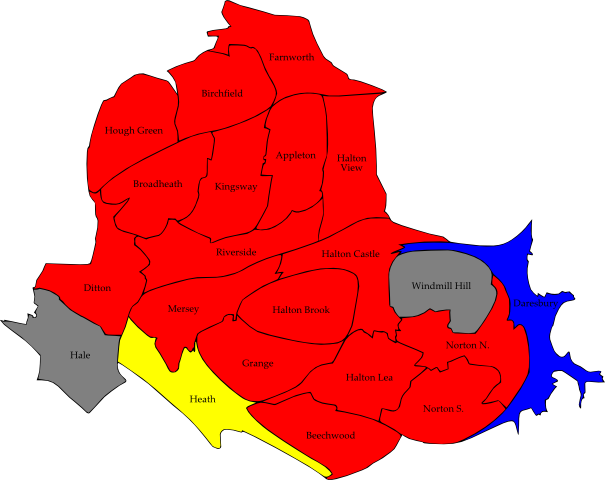 Farnworth
Birchfield
Hough Green
Appleton
Halton
View
Broadheath
Kingsway
Riverside
Halton Castle
Ditton
Windmill Hill
Daresbury
Mersey
Halton Brook
Norton N.
Hale
Grange
Halton Lea
Heath
Norton S.
Beechwood